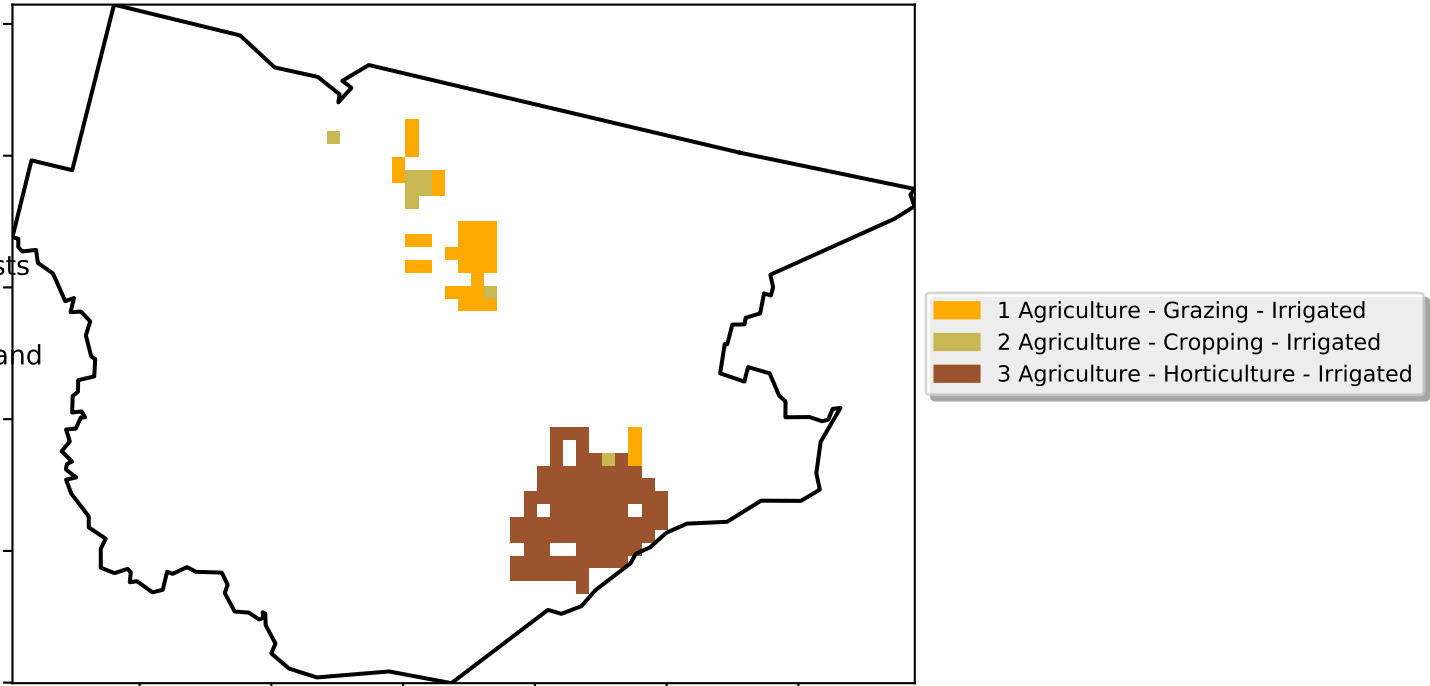 sts
and
1 Agriculture - Grazing - Irrigated
2 Agriculture - Cropping - Irrigated
3 Agriculture - Horticulture - Irrigated